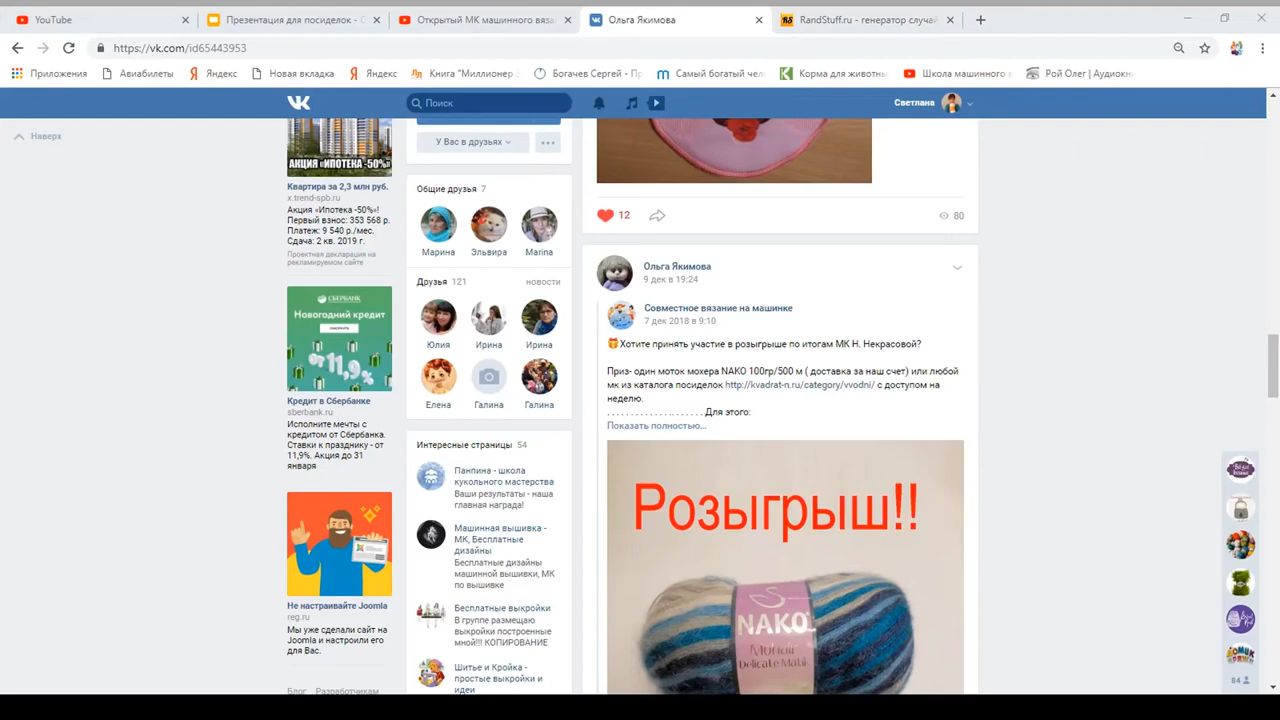 YouTube
Презентация для посиделок - С
Открытый МК машинного вяза
Ольга Якимова
RandStuff.ru - генератор случай
https://vk.com/id65443953
Приложения
Авиабилеты
Яндекс
Новая вкладка
Яндекс
Книга "Миллионер
Богачев Сергей - Пр
Самый богатый чел
Корма для животны
Школа машинного в
Рой Олег | Аудиокн
Поиск
Светлана
Наверх
АКЦИЯ «ИПОТЕКА -50%»
Квартира за 2,3 млн руб.
x.trend-spb.ru
Акция «Ипотека -50%»!
Первый взнос: 353 568 р.
Платеж: 9 540 р./мес.
Сдача: 2 кв. 2019 г.
Проектная декларация на
рекламируемом сайте
СБЕРБАНК
Новогодний кредит
от 11,9%
Кредит в Сбербанке
sberbank.ru
Исполните мечты с
кредитом от Сбербанка.
Ставки к празднику - от
11,9%. Акция до 31
января
Не настраивайте Joomla
reg.ru
Мы уже сделали сайт на
Joomla и настроили его
для Вас.
Блог Разработчикам
У Вас в друзьях
Общие друзья 7
Марина
Эльвира
Marina
Друзья 121
новости
Юлия
Ирина
Ирина
Елена
Галина
Галина
Интересные страницы 54
Панпина - школа
кукольного мастерства
Ваши результаты - наша
главная награда!
Машинная вышивка -
МК, Бесплатные
дизайны
Бесплатные дизайны
машинной вышивки, МК
по вышивке
Бесплатные выкройки
В группе размещаю
выкройки построенные
мной!!! КОПИРОВАНИЕ
Шитье и Кройка -
простые выкройки и
идеи
12
80
Ольга Якимова
9 дек в 19:24
Совместное вязание на машинке
7 дек 2018 в 9:10
Хотите принять участие в розыгрыше по итогам МК Н. Некрасовой?
Приз- один моток мохера NAKO 100гр/500 м ( доставка за наш счет) или любой
мк из каталога посиделок http://kvadrat-n.ru/category/vvodni/ с доступом на
неделю.
. . . . . . . . . . . . . . . . . . . . . . Для этого:
Показать полностью...
Розыгрыш!!
NAKO
Mohair
Delicate
84